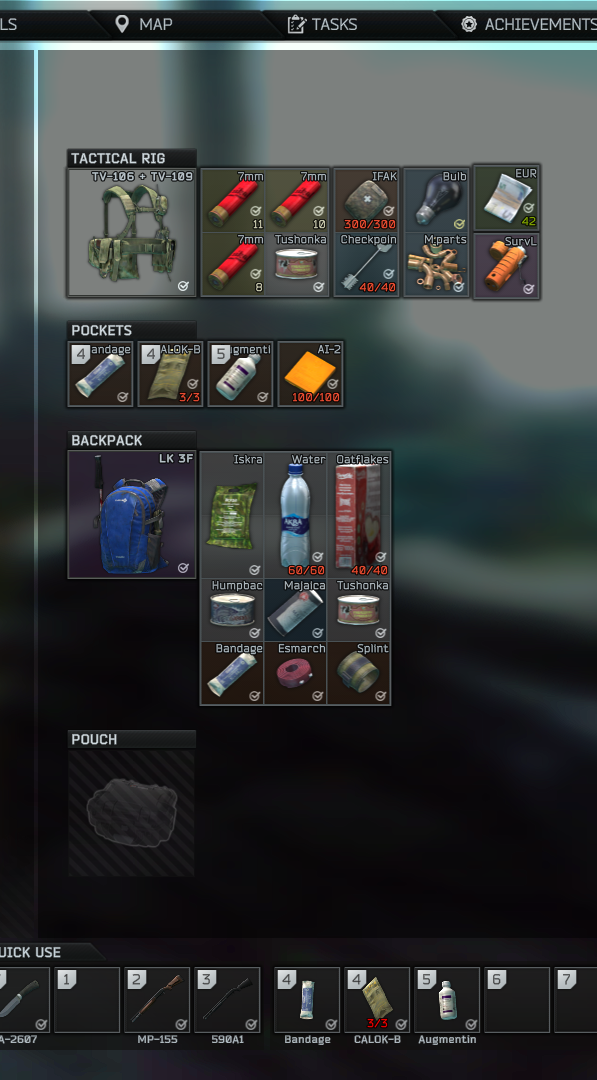 LS
MAP
TASKS
ACHIEVEMENTS
TACTICAL RIG
TV-106 + TV-109
7mm
7mm
IFAK
Bulb
EUR
11
10
300/300
42
7mm
Tushonka
Checkpoin
M.parts
SurvL
8
40/40
POCKETS
4
andage
4
ALOK-B
5
ugmenti
AI-2
3/3
100/100
BACKPACK
LK 3F
Iskra
Water
Oatflakes
60/60
40/40
Humpbac
Majaica
Tushonka
Bandage
Esmarch
Splint
POUCH
UICK USE
1
2
3
4
4
5
6
7
3/3
A-2607
MP-155
590A1
Bandage
CALOK-B
Augmentin